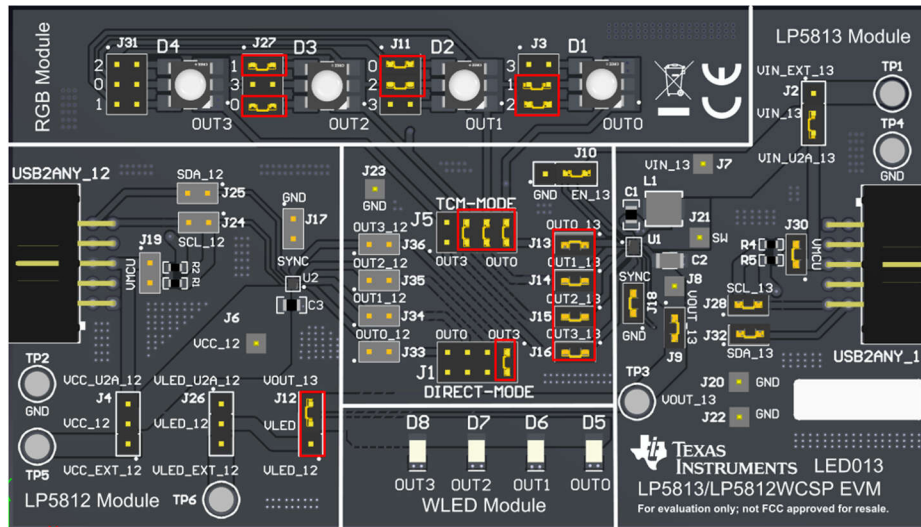 RGB Module
J31
D4
J27
D3
J11
D2
J3
D1
2
0
1
OUT3
1
3
0
OUT2
0
2
3
OUT1
3
1
2
OUT0
LP5813 Module
VIN_EXT_13
TP1
J2
VIN_13
TP4
VIN_U2A_13
GND
USB2ANY_12
SDA_12
J25
GND
J24
SCL_12
J17
J19
VMCU
R2
R1
SYNC
U2
C3
J6
VCC_12
TP2
GND
VCC_U2A_12
VLED_U2A_12
VOUT_13
J4
J26
J12
VCC_12
VLED_12
VLED
TP5
VCC_EXT_12
VLED_EXT_12
VLED_12
LP5812 Module
TP6
J23
GND
J10
GND
EN_13
TCM-MODE
J5
OUT3
OUT0
OUT3_12
J36
OUT2_12
J35
OUT1_12
J34
OUT0_12
J33
OUT0_13
J13
OUT1_13
J14
OUT2_13
J15
OUT3_13
J16
OUT0
OUT3
J1
DIRECT-MODE
D8
D7
D6
D5
OUT3
OUT2
OUT1
OUT0
WLED Module
VIN_13
J7
L1
C1
J21
SW
U1
C2
J30
R4
R5
VMCU
SYNC
J18
J8
VOUT_13
J9
SCL_13
J28
J32
SDA_13
USB2ANY_1
TP3
VOUT_13
J20
GND
J22
GND
TEXAS
INSTRUMENTS
LED013
LP5813/LP5812WCSP EVM
For evaluation only; not FCC approved for resale.